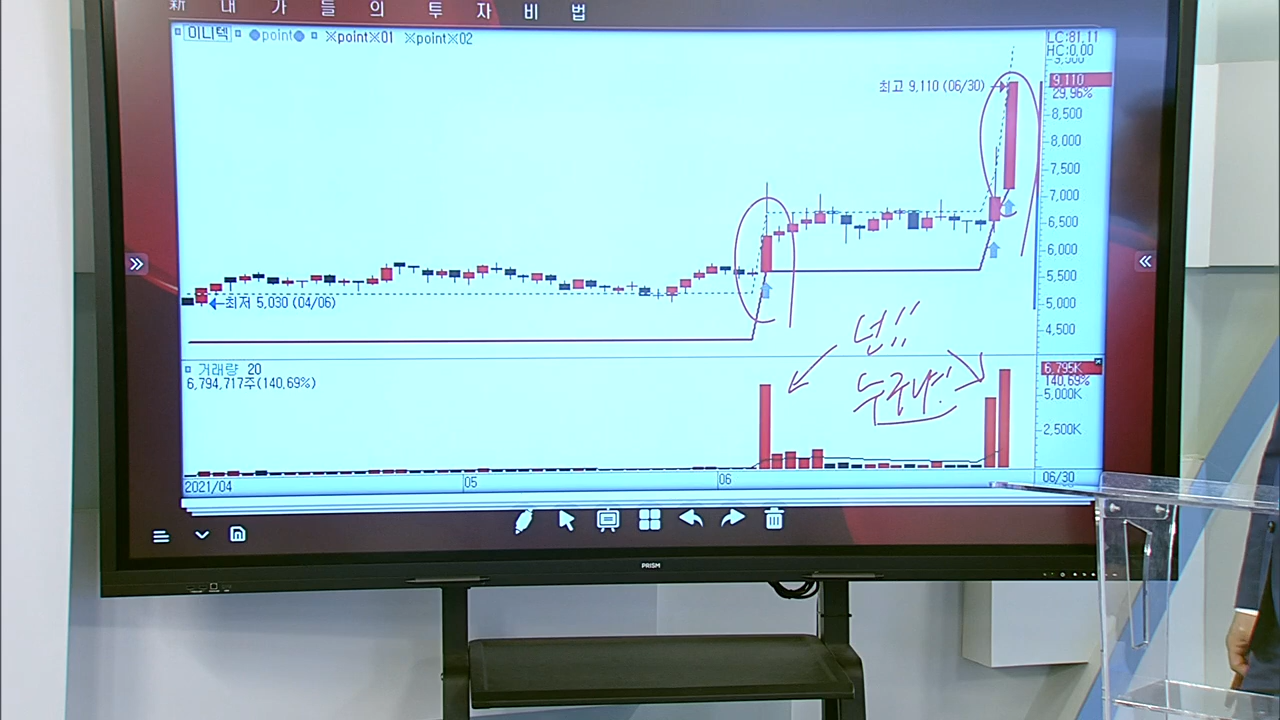 新 내 가 들 의 투 자 비 법
이니텍 point ※point※01 ※point※02
LC:81,11
HC:0,00
9,500
최고 9,110 (06/30)
9,110
29,96%
8,500
8,000
7,500
7,000
6,500
6,000
5,500
5,000
4,500
최저 5,030 (04/06)
넌!!
누구냐!
거래량 20
6,794,717주(140,69%)
6,795K
140,69%
5,000K
2,500K
2021/04 05 06 06/30
PRISM